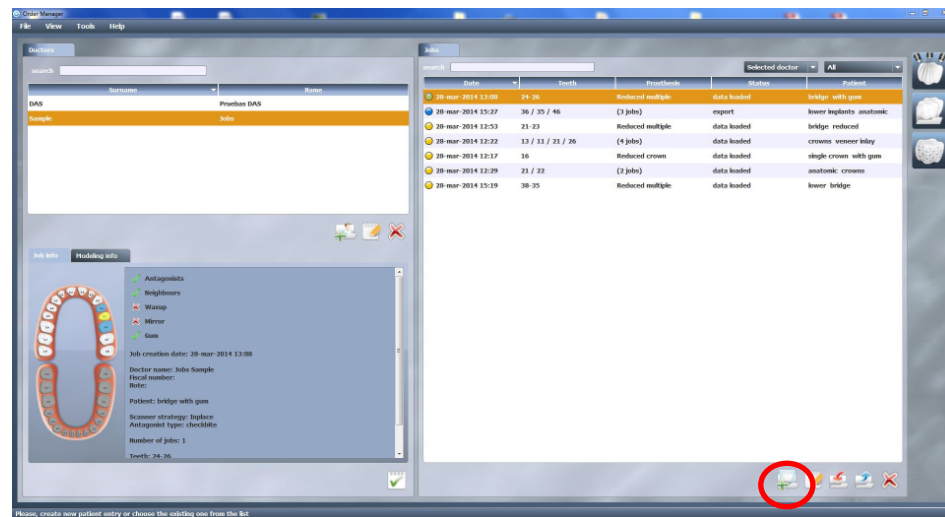 Order Manager
File View Tools Help
Doctors
search
Surname Name
DAS Pruebas DAS
Sample Jobs
Job info Modeling info
Antagonists
Neighbours
Waxup
Mirror
Gum
Job creation date: 28-mar-2014 13:08
Doctor name: Jobs Sample
Fiscal number:
Note:
Patient: bridge with gum
Scanner strategy: Inplace
Antagonist type: checkbite
Number of jobs: 1
Teeth: 24-26
Jobs
search Selected doctor All
Date Teeth Prosthesis Status Patient
28-mar-2014 13:08 24-26 Reduced multiple data loaded bridge with gum
28-mar-2014 15:27 36 / 35 / 46 (3 jobs) export lower implants anatomic
28-mar-2014 12:53 21-23 Reduced multiple data loaded bridge reduced
28-mar-2014 12:22 13 / 11 / 21 / 26 (4 jobs) data loaded crowns veneer inlay
28-mar-2014 12:17 16 Reduced crown data loaded single crown with gum
28-mar-2014 12:29 21 / 22 (2 jobs) data loaded anatomic crowns
28-mar-2014 15:19 38-35 Reduced multiple data loaded lower bridge
Please, create new patient entry or choose the existing one from the list